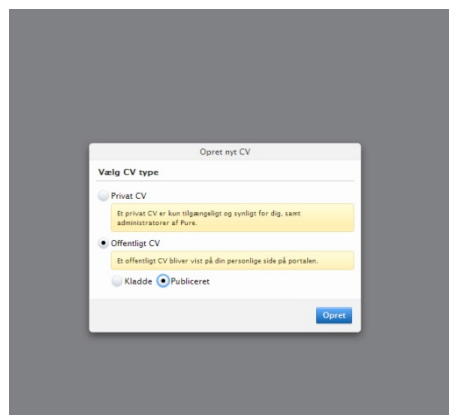 Opret nyt CV
Vælg CV type
Privat CV
Et privat CV er kun tilgængeligt og synligt for dig, samt
administratorer af Pure.
Offentligt CV
Et offentligt CV bliver vist på din personlige side på portalen.
Kladde Publiceret
Opret